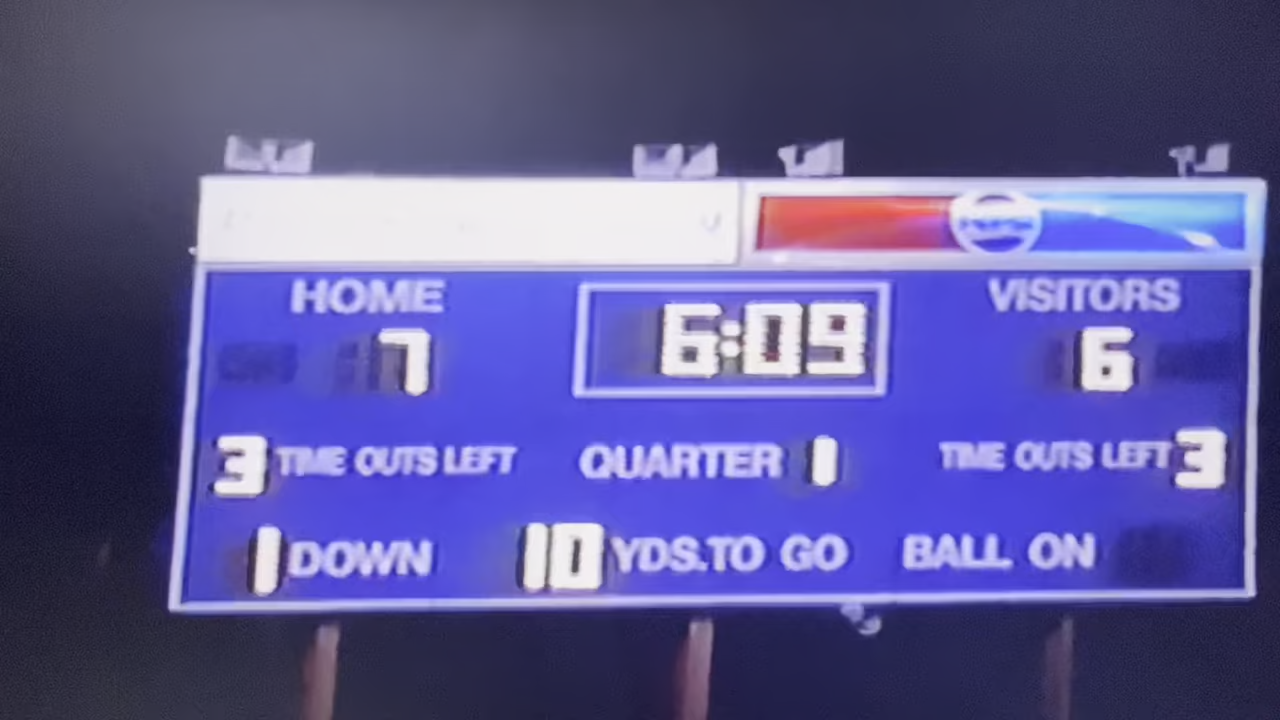 PEPSI
HOME 6:09 VISITORS
7 6
3 TIME OUTS LEFT QUARTER 1 TIME OUTS LEFT 3
1 DOWN 10 YDS.TO GO BALL ON